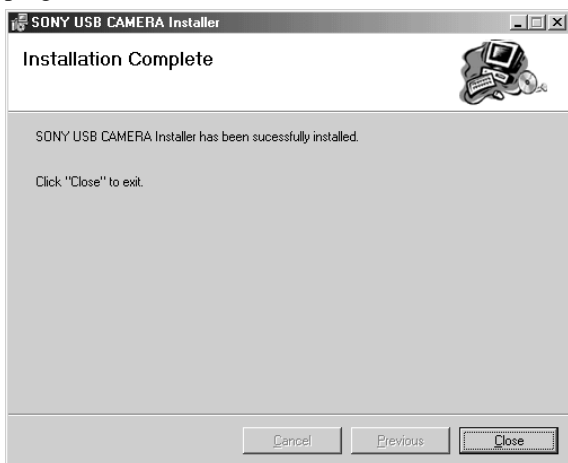 SONY USB CAMERA Installer
Installation Complete
SONY USB CAMERA Installer has been sucessfully installed.
Click "Close" to exit.
Cancel Previous Close